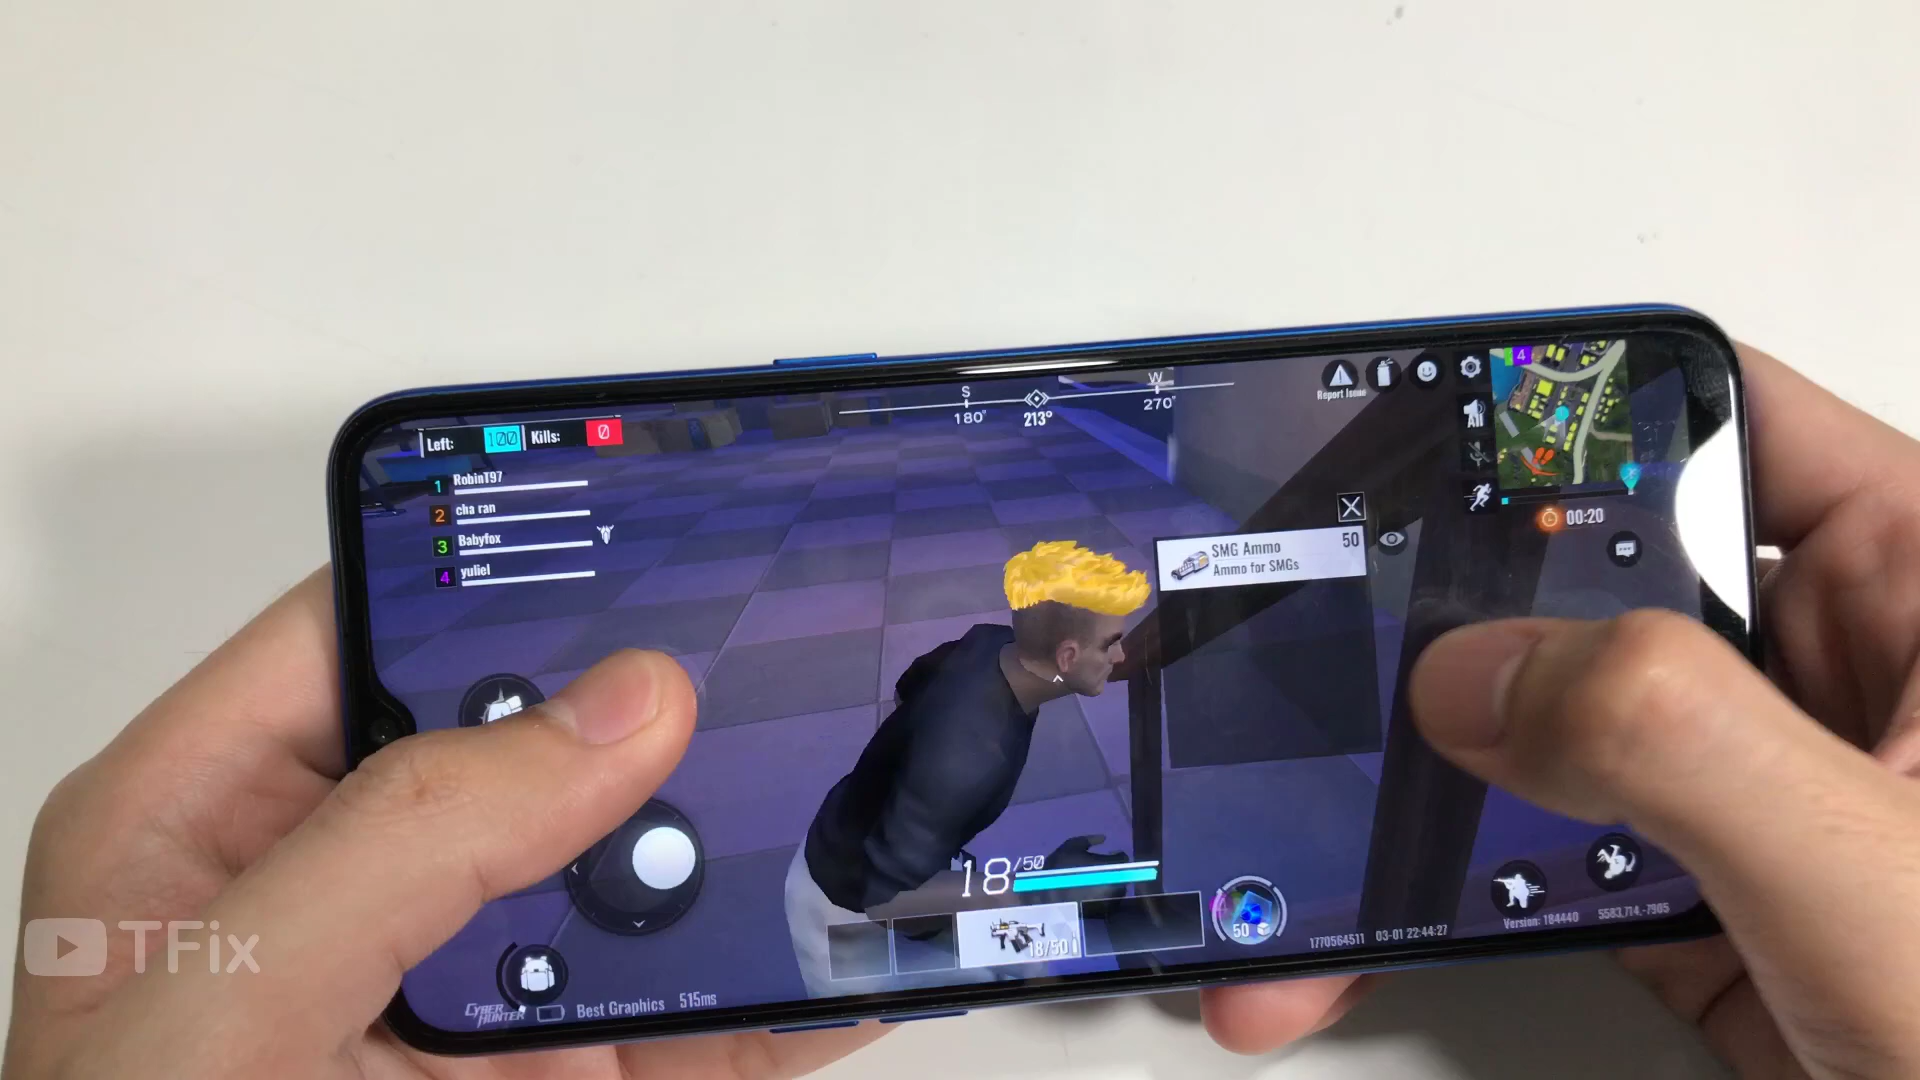 Left: 100 Kills: 0
1 RobinT97
2 cha ran
3 Babyfox
4 yuliel
S
180°
213°
W
270°
Report Issue
All
4
00:20
SMG Ammo 50
Ammo for SMGs
18/50
18/50
50
CYBER HUNTER
Best Graphics 515ms
1770564511 03-01 22:44:27
Version: 184440
5583,714,-7905
TFix